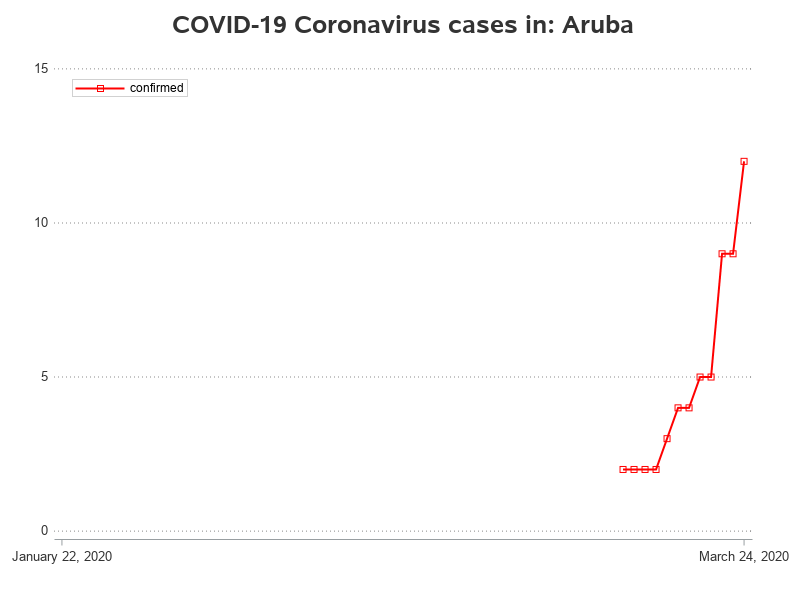 COVID-19 Coronavirus cases in: Aruba
15
confirmed
10
5
0
January 22, 2020
March 24, 2020